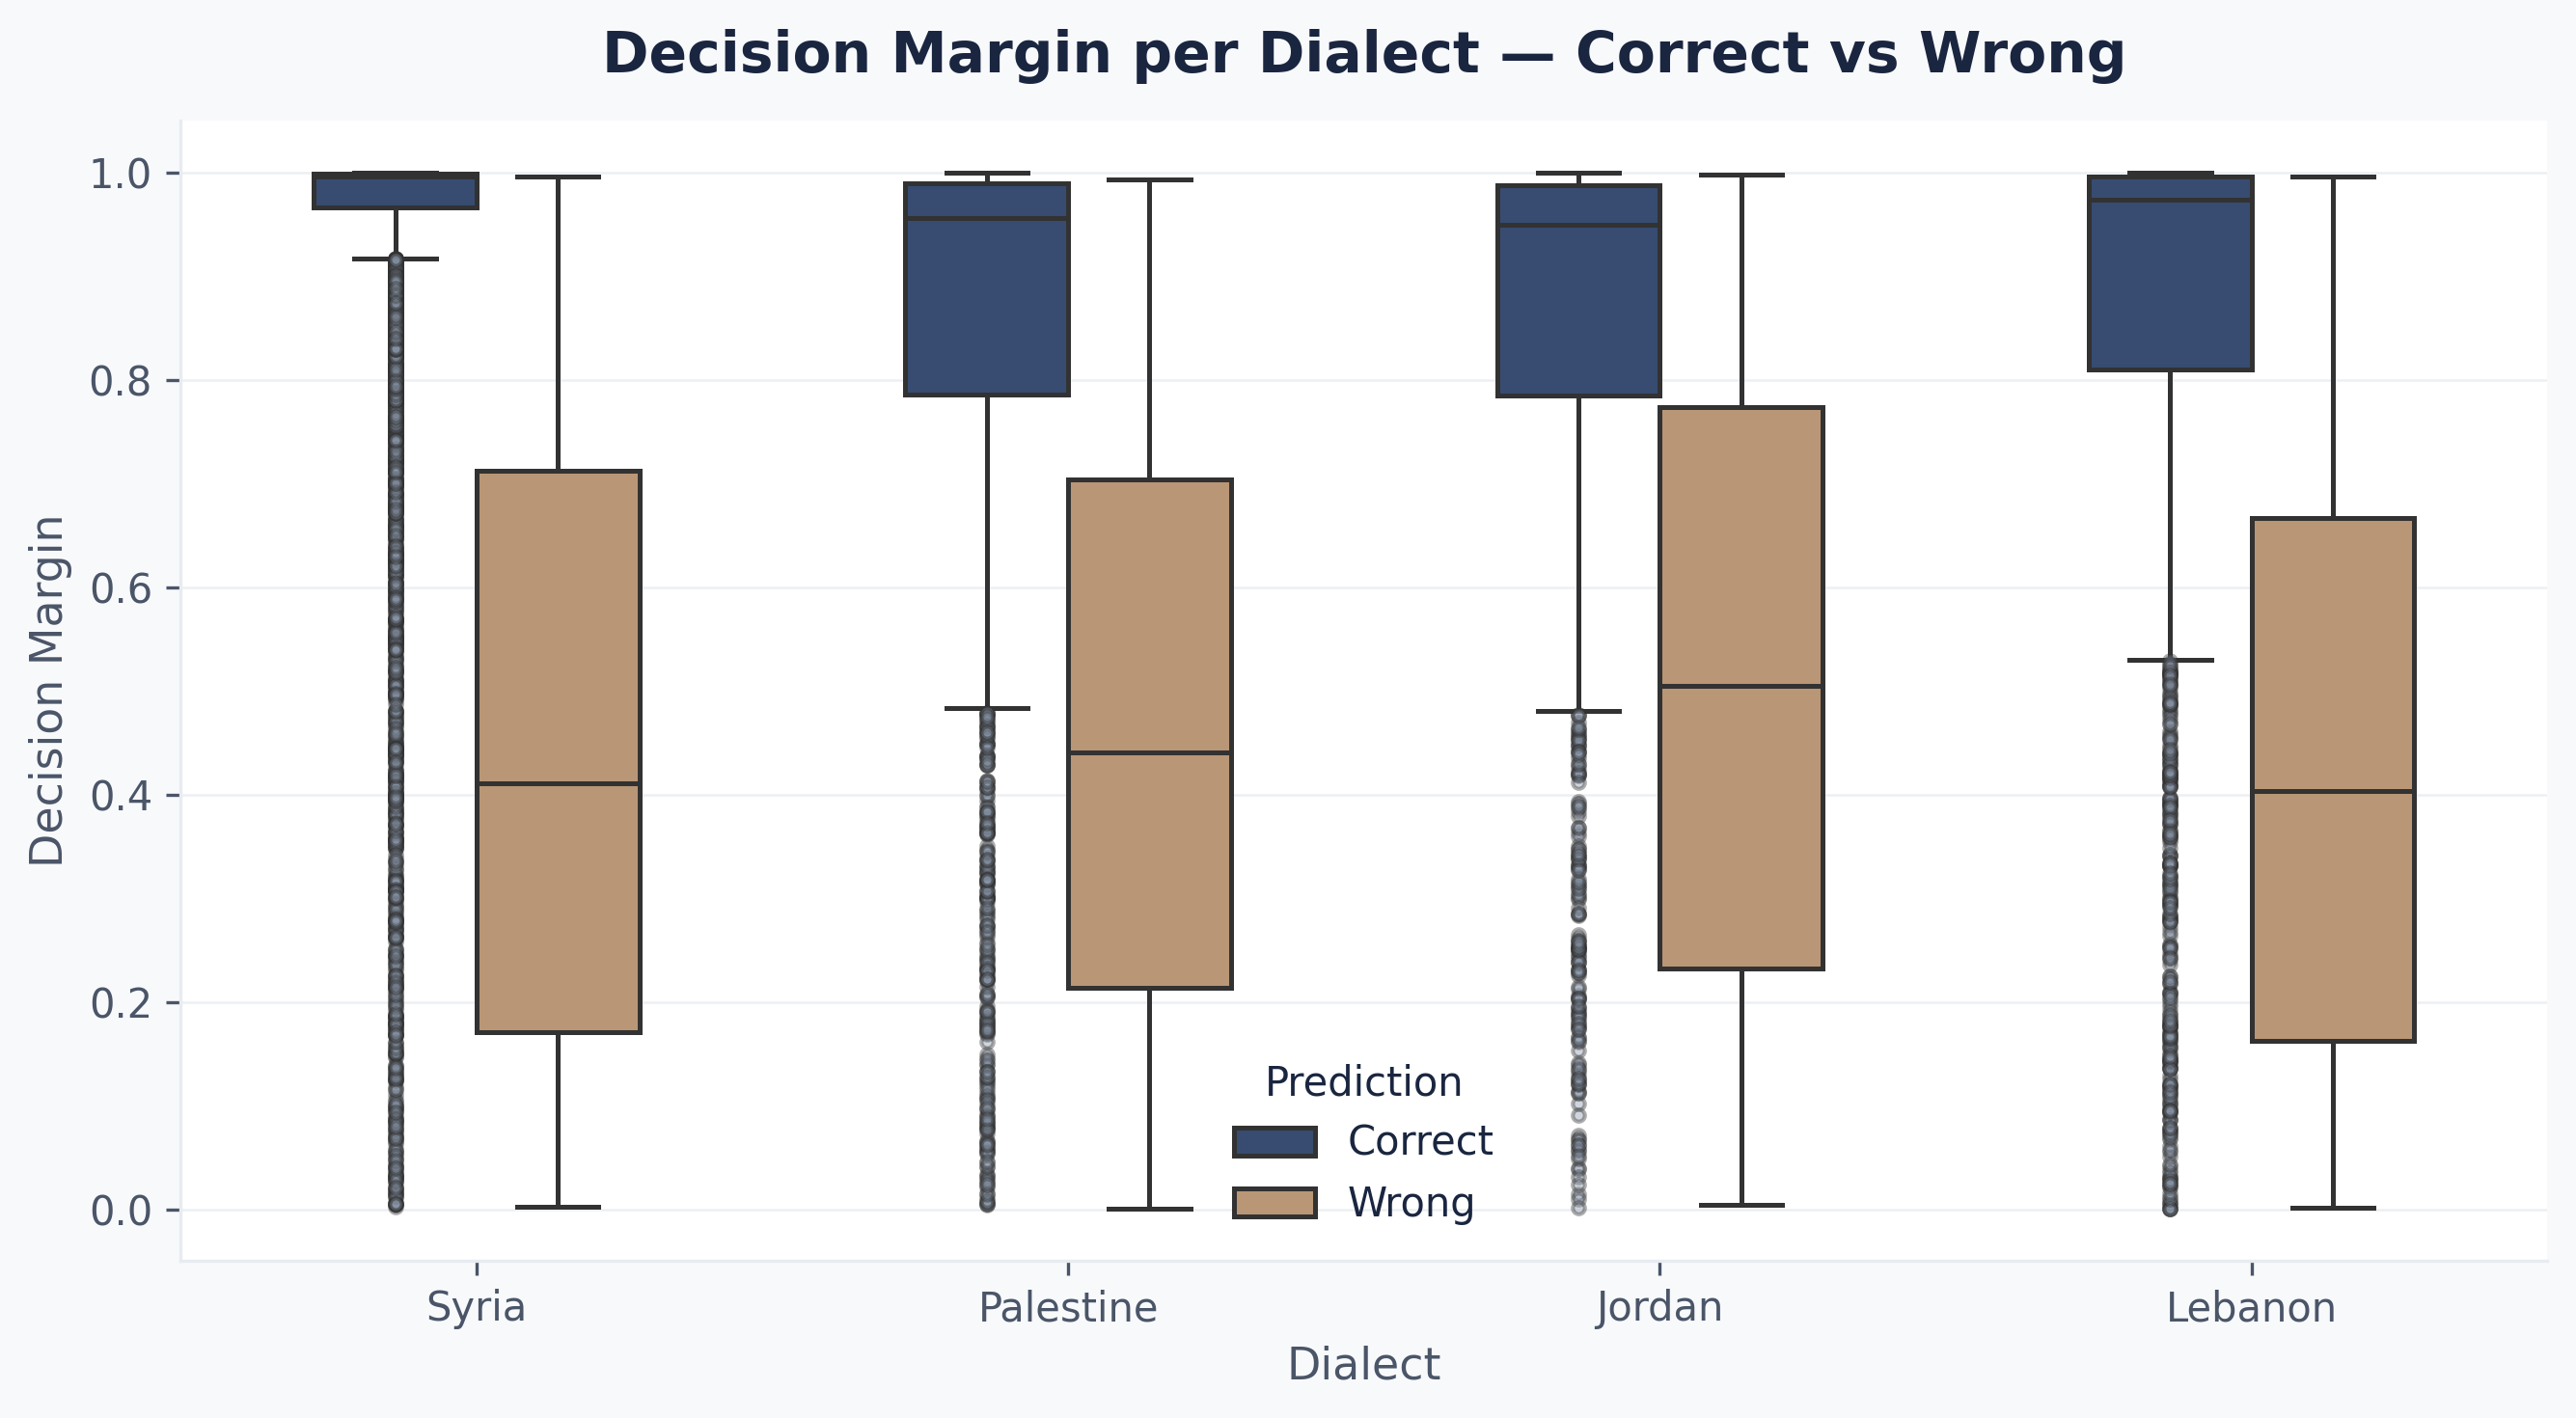 Decision Margin per Dialect — Correct vs Wrong
Decision Margin
1.0
0.8
0.6
0.4
0.2
0.0
Prediction
Correct
Wrong
Syria
Palestine
Jordan
Lebanon
Dialect